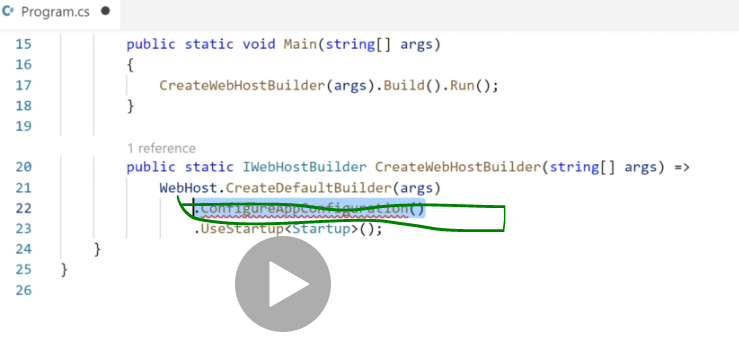 Program.cs
15 public static void Main(string[] args)
16 {
17 CreateWebHostBuilder(args).Build().Run();
18 }
19
1 reference
20 public static IWebHostBuilder CreateWebHostBuilder(string[] args) =>
21 WebHost.CreateDefaultBuilder(args)
22 .ConfigureAppConfiguration()
23 .UseStartup<Startup>();
24 }
25 }
26